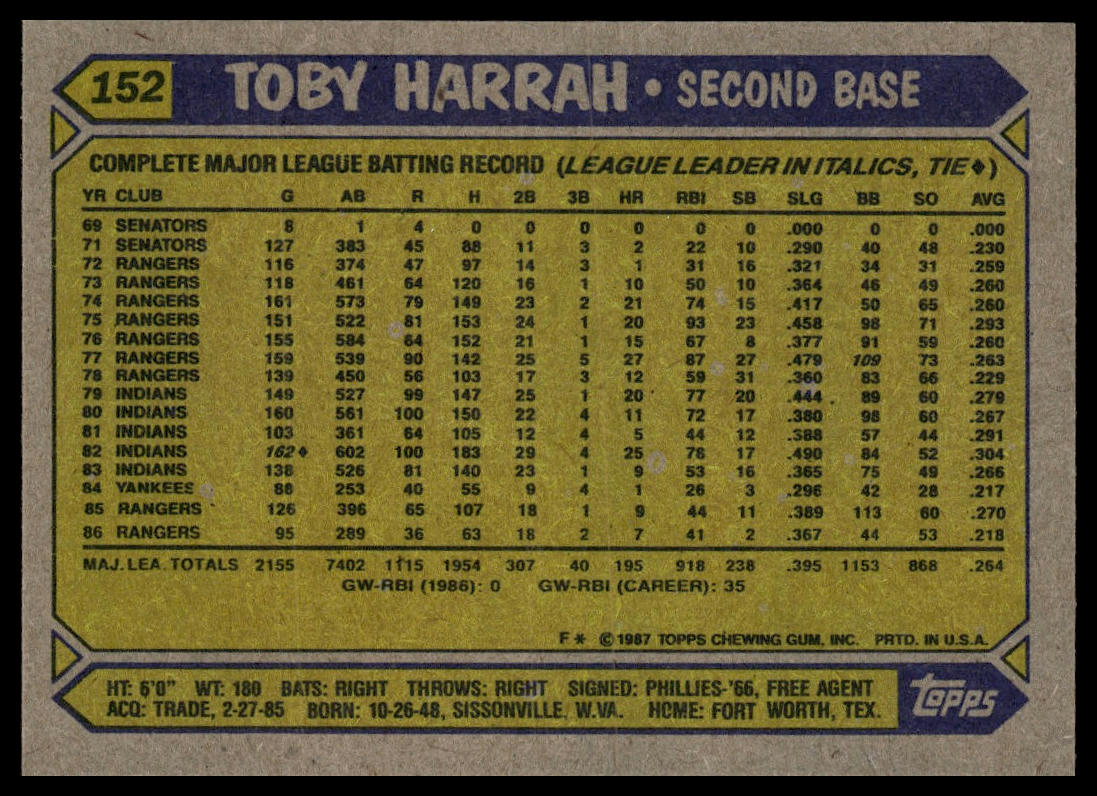 152 TOBY HARRAH • SECOND BASE
COMPLETE MAJOR LEAGUE BATTING RECORD (LEAGUE LEADER IN ITALICS, TIE♦)
YR CLUB G AB R H 2B 3B HR RBI SB SLG BB SO AVG
69 SENATORS 8 1 4 0 0 0 0 0 0 .000 0 0 .000
71 SENATORS 127 383 45 88 11 3 2 22 10 .290 40 48 .230
72 RANGERS 116 374 47 97 14 3 1 31 16 .321 34 31 .259
73 RANGERS 118 461 64 120 16 1 10 50 10 .364 46 49 .260
74 RANGERS 161 573 79 149 23 2 21 74 15 .417 50 65 .260
75 RANGERS 151 522 81 153 24 1 20 93 23 .458 98 71 .293
76 RANGERS 155 584 64 152 21 1 15 67 8 .377 91 59 .260
77 RANGERS 159 539 90 142 25 5 27 87 27 .479 109 73 .263
78 RANGERS 139 450 56 103 17 3 12 59 31 .360 83 66 .229
79 INDIANS 149 527 99 147 25 1 20 77 20 .444 89 60 .279
80 INDIANS 160 561 100 150 22 4 11 72 17 .380 98 60 .267
81 INDIANS 103 361 64 105 12 4 5 44 12 .388 57 44 .291
82 INDIANS 162♦ 602 100 183 29 4 25 78 17 .490 84 52 .304
83 INDIANS 138 526 81 140 23 1 9 53 16 .365 75 49 .266
84 YANKEES 88 253 40 55 9 4 1 26 3 .296 42 28 .217
85 RANGERS 126 396 65 107 18 1 9 44 11 .389 113 60 .270
86 RANGERS 95 289 36 63 18 2 7 41 2 .367 44 53 .218
MAJ. LEA. TOTALS 2155 7402 1115 1954 307 40 195 918 238 .395 1153 868 .264
GW-RBI (1986): 0 GW-RBI (CAREER): 35
F* © 1987 TOPPS CHEWING GUM, INC. PRTD. IN U.S.A.
HT: 6'0" WT: 180 BATS: RIGHT THROWS: RIGHT SIGNED: PHILLIES-'66, FREE AGENT
ACQ: TRADE, 2-27-85 BORN: 10-26-48, SISSONVILLE, W.VA. HOME: FORT WORTH, TEX.
TOPPS